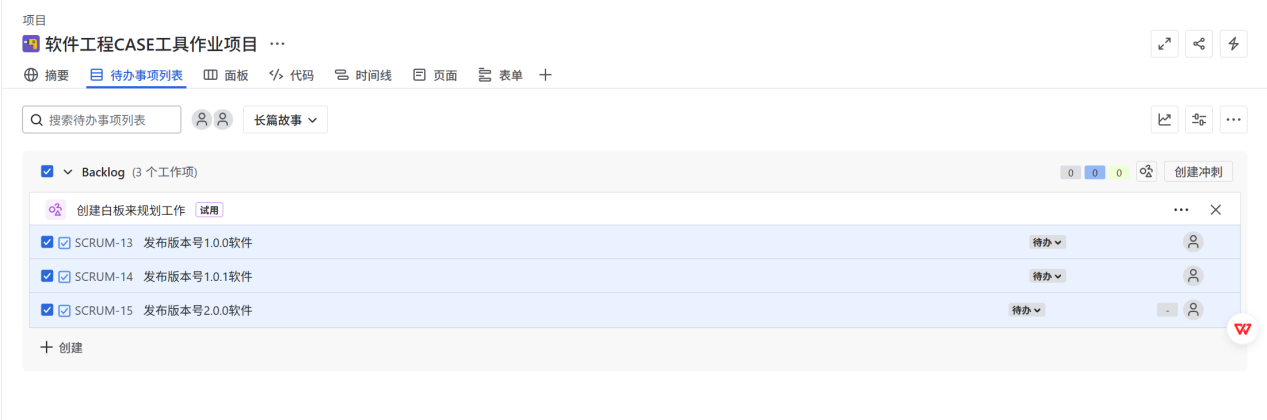 项目
软件工程CASE工具作业项目
摘要 待办事项列表 面板 代码 时间线 页面 表单
搜索待办事项列表 长篇故事
Backlog (3 个工作项) 0 0 0 创建冲刺
创建白板来规划工作 试用
SCRUM-13 发布版本号1.0.0软件 待办
SCRUM-14 发布版本号1.0.1软件 待办
SCRUM-15 发布版本号2.0.0软件 待办 -
创建